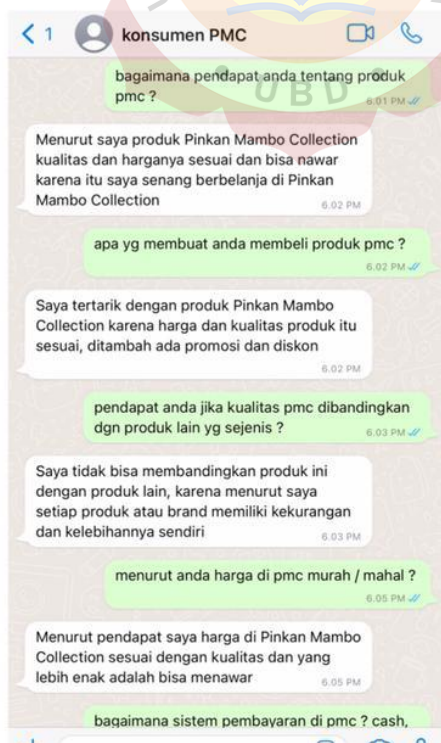 1 konsumen PMC
UBD
bagaimana pendapat anda tentang produk
pmc ?
6.01 PM
Menurut saya produk Pinkan Mambo Collection
kualitas dan harganya sesuai dan bisa nawar
karena itu saya senang berbelanja di Pinkan
Mambo Collection
6.02 PM
apa yg membuat anda membeli produk pmc ?
6.02 PM
Saya tertarik dengan produk Pinkan Mambo
Collection karena harga dan kualitas produk itu
sesuai, ditambah ada promosi dan diskon
6.02 PM
pendapat anda jika kualitas pmc dibandingkan
dgn produk lain yg sejenis ?
6.03 PM
Saya tidak bisa membandingkan produk ini
dengan produk lain, karena menurut saya
setiap produk atau brand memiliki kekurangan
dan kelebihannya sendiri
6.03 PM
menurut anda harga di pmc murah / mahal ?
6.05 PM
Menurut pendapat saya harga di Pinkan Mambo
Collection sesuai dengan kualitas dan yang
lebih enak adalah bisa menawar
6.05 PM
bagaimana sistem pembayaran di pmc ? cash,